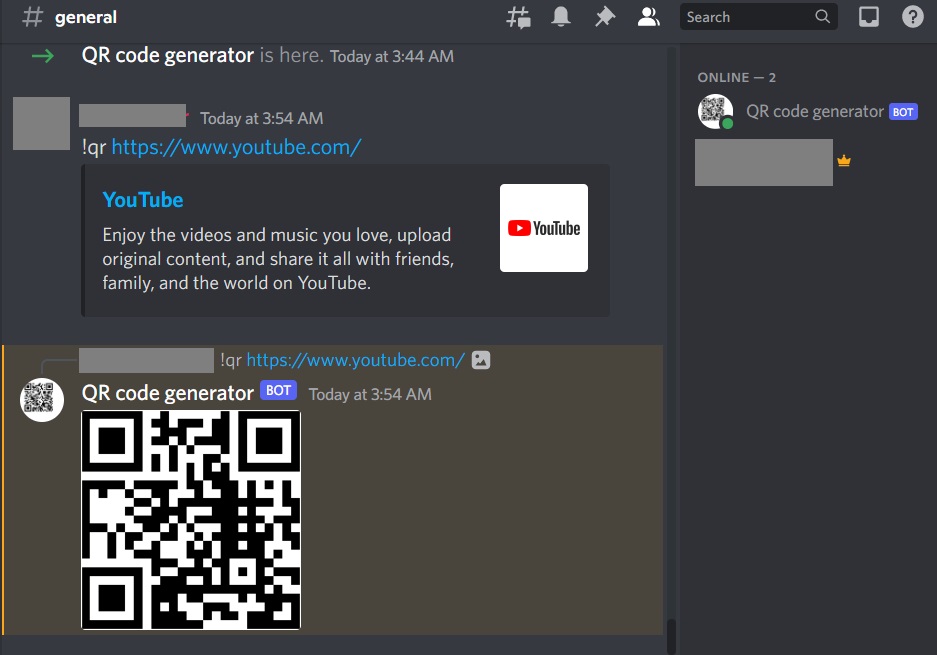 # general
Search
QR code generator is here. Today at 3:44 AM
Today at 3:54 AM
!qr https://www.youtube.com/
YouTube
Enjoy the videos and music you love, upload
original content, and share it all with friends,
family, and the world on YouTube.
YouTube
!qr https://www.youtube.com/
QR code generator BOT Today at 3:54 AM
ONLINE — 2
QR code generator BOT